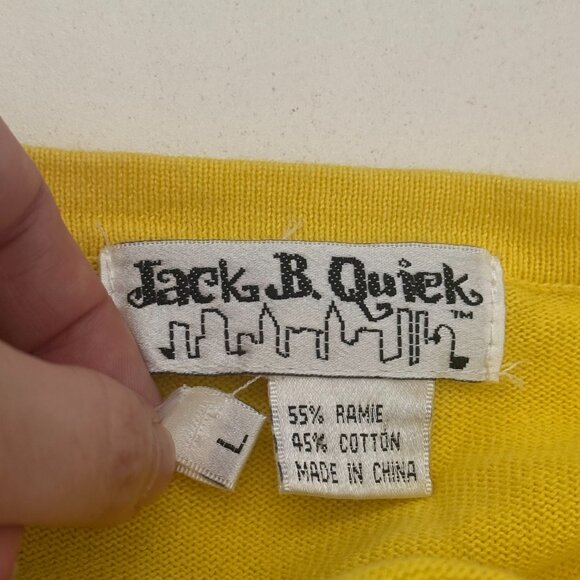 Jack B. Quick
TM
L
55% RAMIE
45% COTTON
MADE IN CHINA